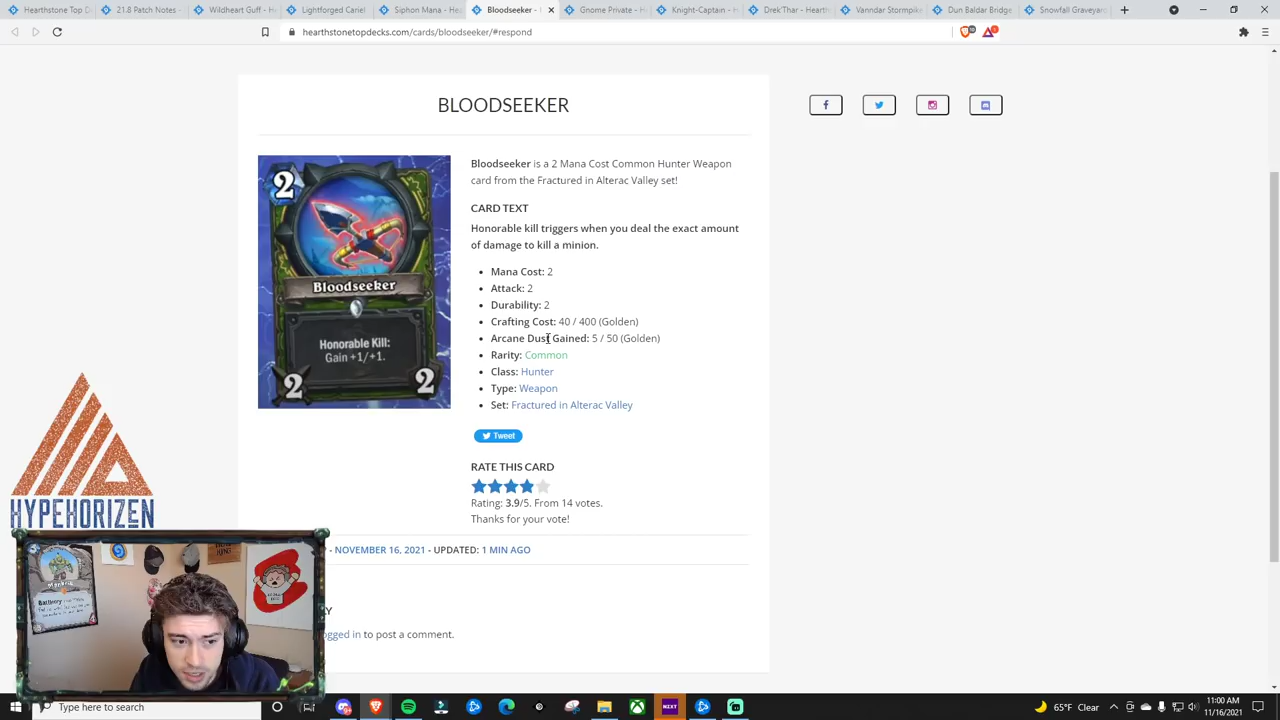 Hearthstone Top D
21.8 Patch Notes -
Wildheart Guff - H
Lightforged Cariel
Siphon Mana - He
Bloodseeker -
Gnome Private - H
Knight-Captain -
Drek'Thar - Hearth
Vanndar Stormpike
Dun Baldar Bridge
Snowfall Graveyard
hearthstonetopdecks.com/cards/bloodseeker/#respond
BLOODSEEKER
Bloodseeker is a 2 Mana Cost Common Hunter Weapon
card from the Fractured in Alterac Valley set!
CARD TEXT
Honorable kill triggers when you deal the exact amount
of damage to kill a minion.
Mana Cost: 2
Attack: 2
Durability: 2
Crafting Cost: 40 / 400 (Golden)
Arcane Dust Gained: 5 / 50 (Golden)
Rarity: Common
Class: Hunter
Type: Weapon
Set: Fractured in Alterac Valley
2
Bloodseeker
Honorable Kill:
Gain +1/+1.
2
2
Tweet
RATE THIS CARD
Rating: 3.9/5. From 14 votes.
Thanks for your vote!
- NOVEMBER 16, 2021 - UPDATED: 1 MIN AGO
LY
ogged in to post a comment.
HYPEHORIZEN
Battlecry
Type here to search
NZXT
65°F Clear
11:00 AM
11/16/2021